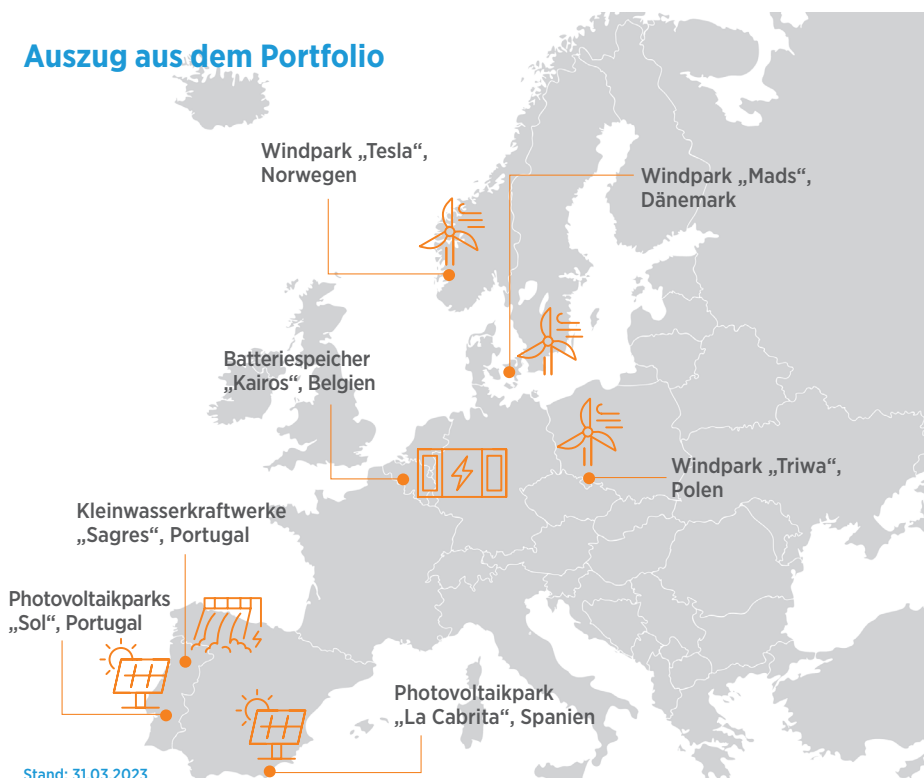 Auszug aus dem Portfolio
Windpark „Tesla“,
Norwegen
Windpark „Mads“,
Dänemark
Batteriespeicher
„Kairos“, Belgien
Windpark „Triwa“,
Polen
Kleinwasserkraftwerke
„Sagres“, Portugal
Photovoltaikparks
„Sol“, Portugal
Photovoltaikpark
„La Cabrita“, Spanien
Stand: 31.03.2023